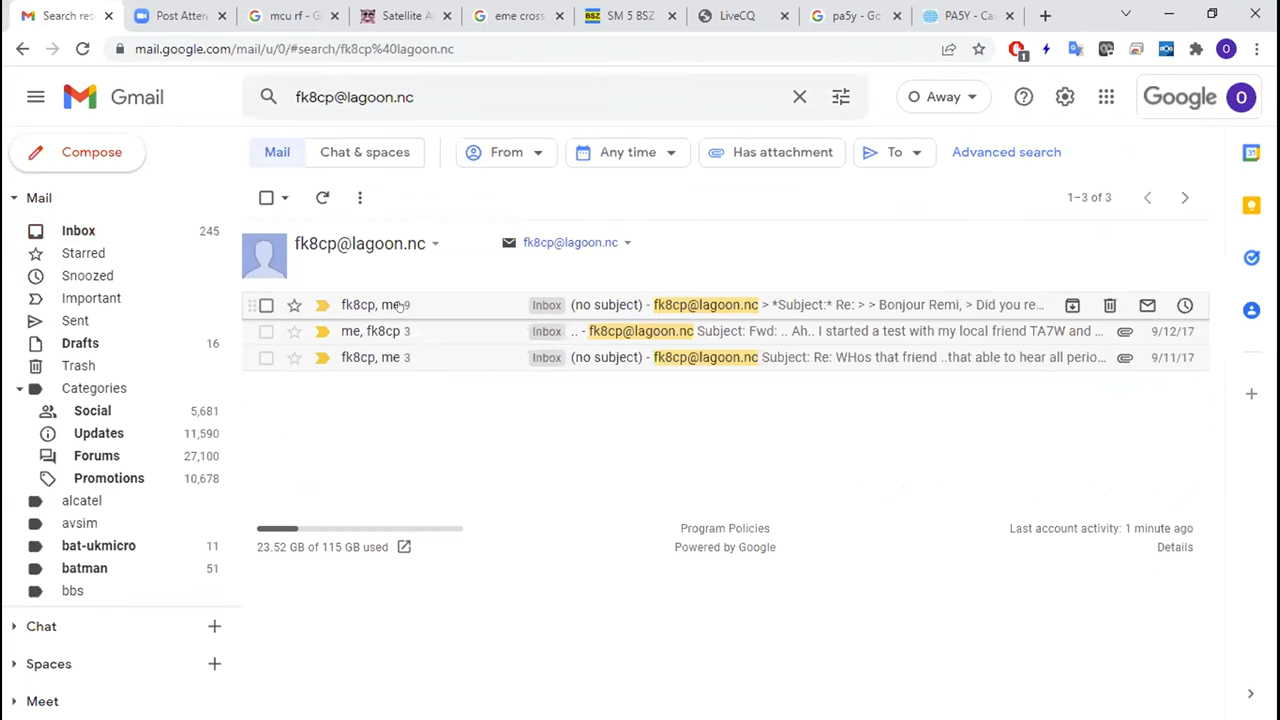 Search res
Post Atten
mcu rf - G
Satellite A
eme cross
BSZ SM 5 BSZ
LiveCQ
pa5y - Go
PA5Y - Ca
mail.google.com/mail/u/0/#search/fk8cp%40lagoon.nc
1
O
Gmail
fk8cp@lagoon.nc
Away
Google
O
Compose
Mail
Chat & spaces
From
Any time
Has attachment
To
Advanced search
31
Mail
1–3 of 3
Inbox 245
Starred
Snoozed
Important
Sent
Drafts 16
Trash
Categories
Social 5,681
Updates 11,590
Forums 27,100
Promotions 10,678
alcatel
avsim
bat-ukmicro 11
batman 51
bbs
Chat
Spaces
Meet
fk8cp@lagoon.nc fk8cp@lagoon.nc
fk8cp, me 9 Inbox (no subject) - fk8cp@lagoon.nc > *Subject:* Re: > > Bonjour Remi, > Did you re...
me, fk8cp 3 Inbox .. - fk8cp@lagoon.nc Subject: Fwd: .. Ah.. I started a test with my local friend TA7W and ... 9/12/17
fk8cp, me 3 Inbox (no subject) - fk8cp@lagoon.nc Subject: Re: WHos that friend ..that able to hear all perio... 9/11/17
23.52 GB of 115 GB used
Program Policies
Powered by Google
Last account activity: 1 minute ago
Details